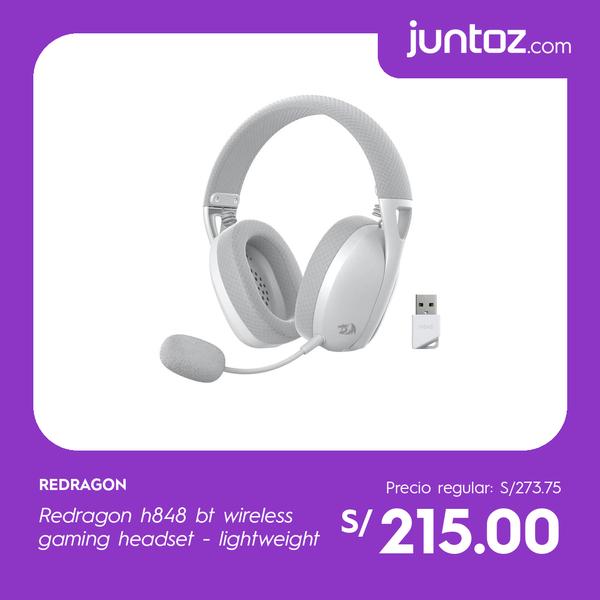 juntoz.com
REDRAGON
Redragon h848 bt wireless
gaming headset - lightweight
Precio regular: S/273.75
S/215.00